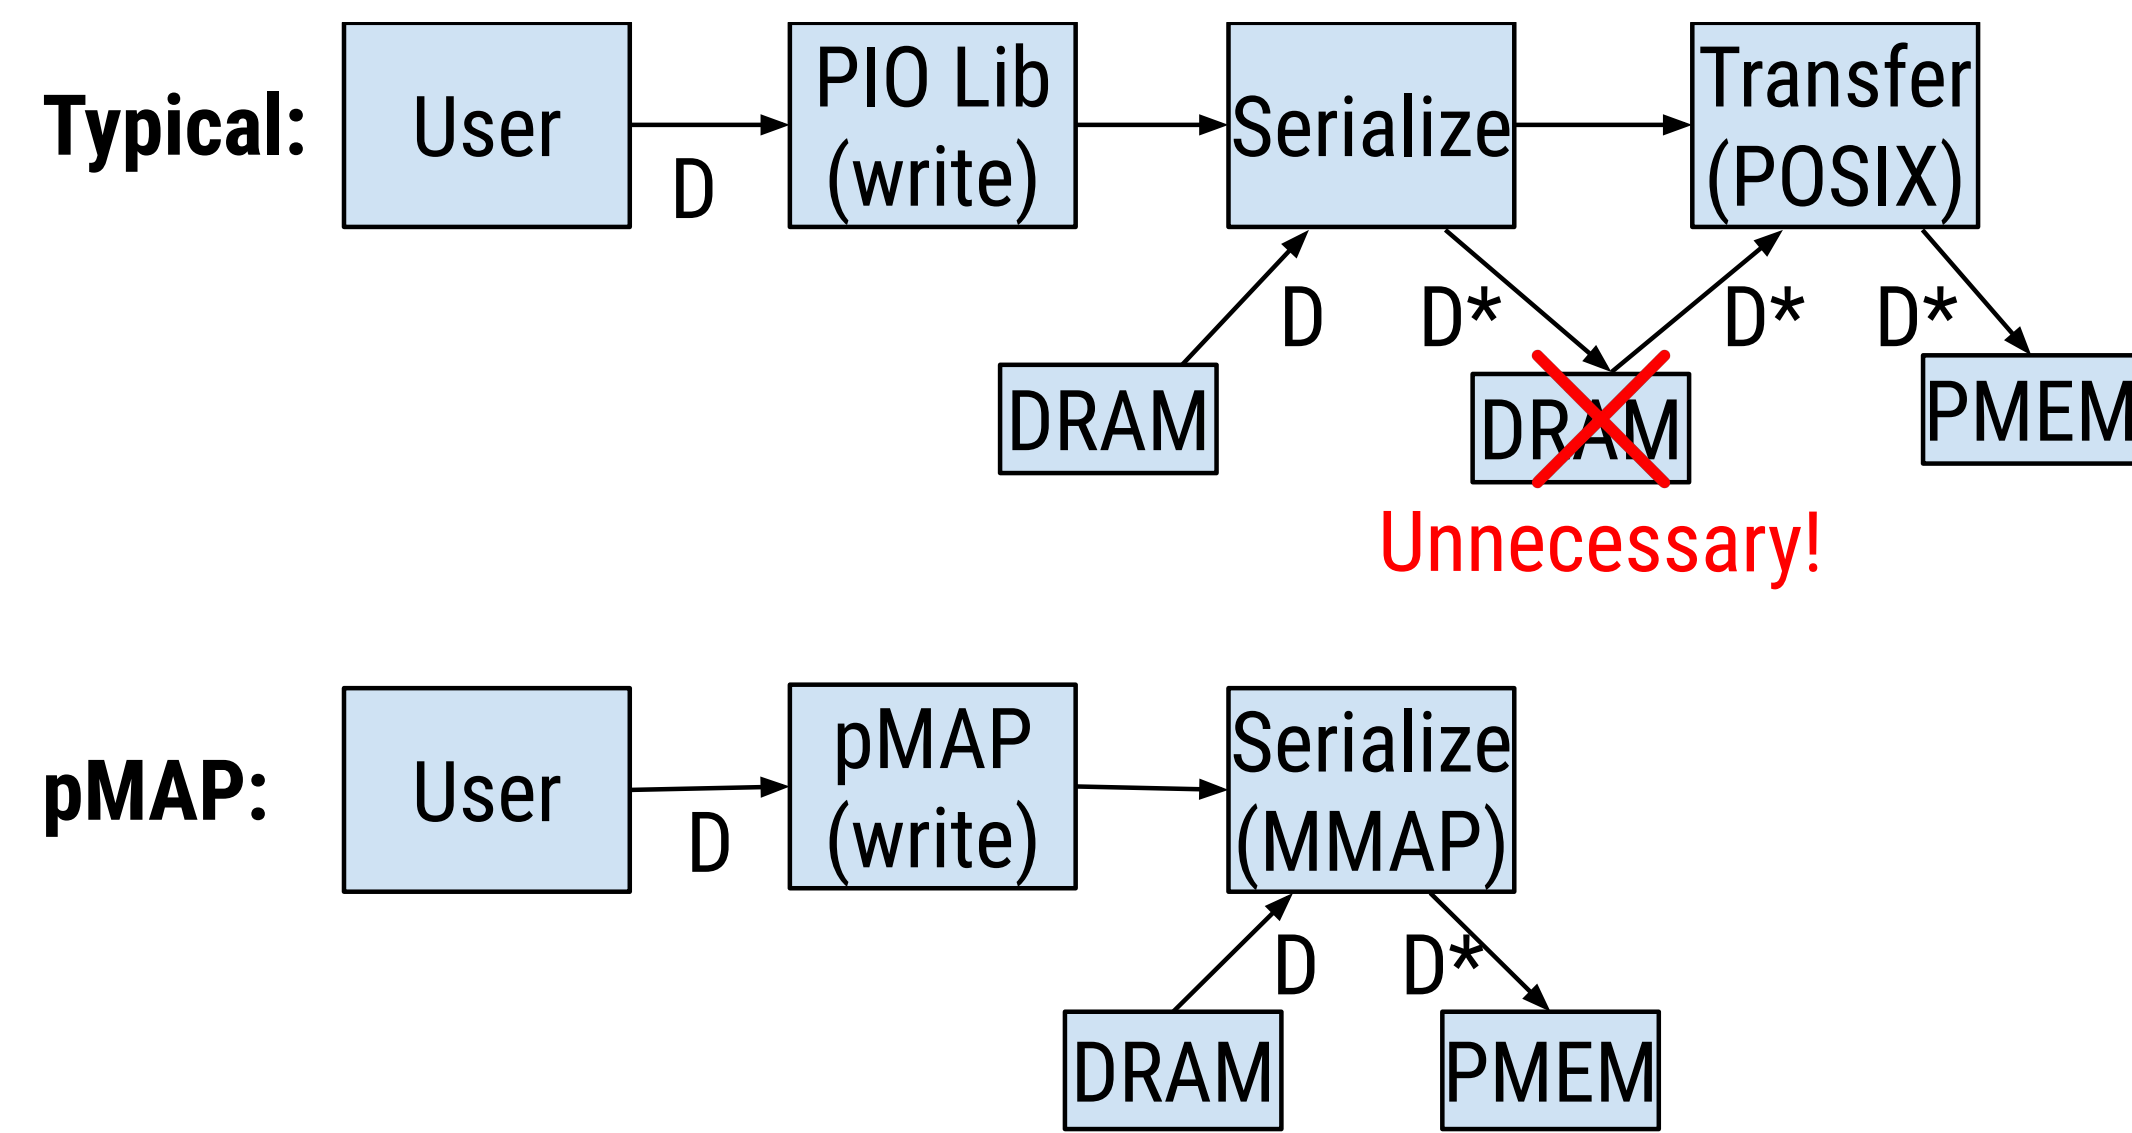 Typical:
User
PIO Lib
(write)
Serialize
Transfer
(POSIX)
D
D
D*
D*
D*
DRAM
DRAM
PMEM
Unnecessary!
pMAP:
User
pMAP
(write)
Serialize
(MMAP)
D
D
D*
DRAM
PMEM